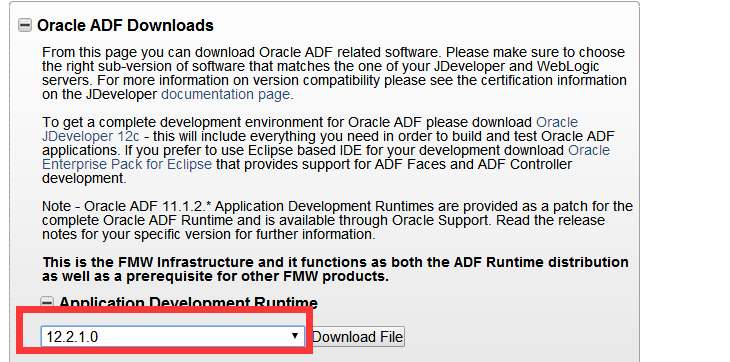 Oracle ADF Downloads
From this page you can download Oracle ADF related software. Please make sure to choose
the right sub-version of software that matches the one of your JDeveloper and WebLogic
servers. For more information on version compatibility please see the certification information
on the JDeveloper documentation page.
To get a complete development environment for Oracle ADF please download Oracle
JDeveloper 12c - this will include everything you need in order to build and test Oracle ADF
applications. If you prefer to use Eclipse based IDE for your development download Oracle
Enterprise Pack for Eclipse that provides support for ADF Faces and ADF Controller
development.
Note - Oracle ADF 11.1.2.* Application Development Runtimes are provided as a patch for the
complete Oracle ADF Runtime and is available through Oracle Support. Read the release
notes for your specific version for further information.
This is the FMW Infrastructure and it functions as both the ADF Runtime distribution
as well as a prerequisite for other FMW products.
Application Development Runtime
12.2.1.0 Download File